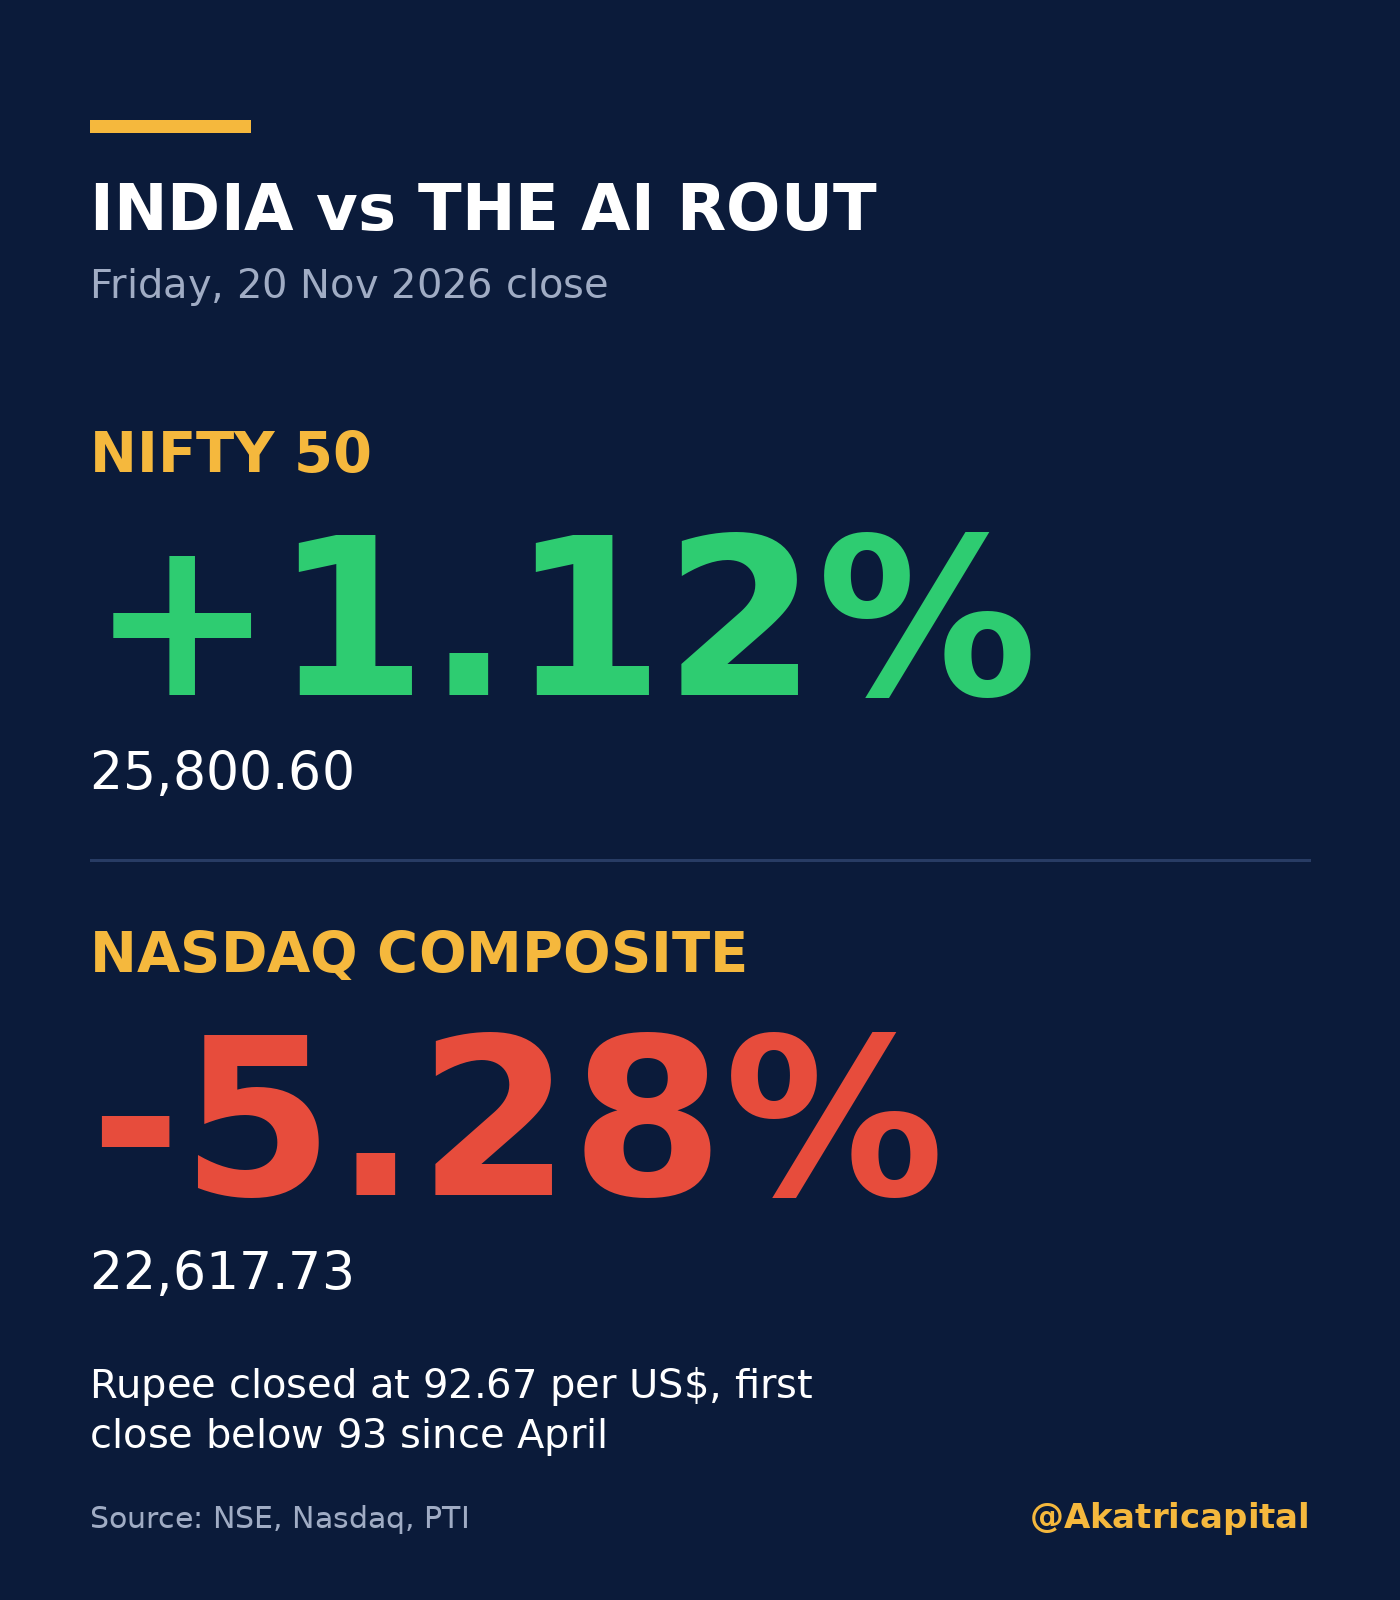 INDIA vs THE AI ROUT
Friday, 20 Nov 2026 close
NIFTY 50
+1.12%
25,800.60
NASDAQ COMPOSITE
-5.28%
22,617.73
Rupee closed at 92.67 per US$, first
close below 93 since April
Source: NSE, Nasdaq, PTI
@Akatricapital